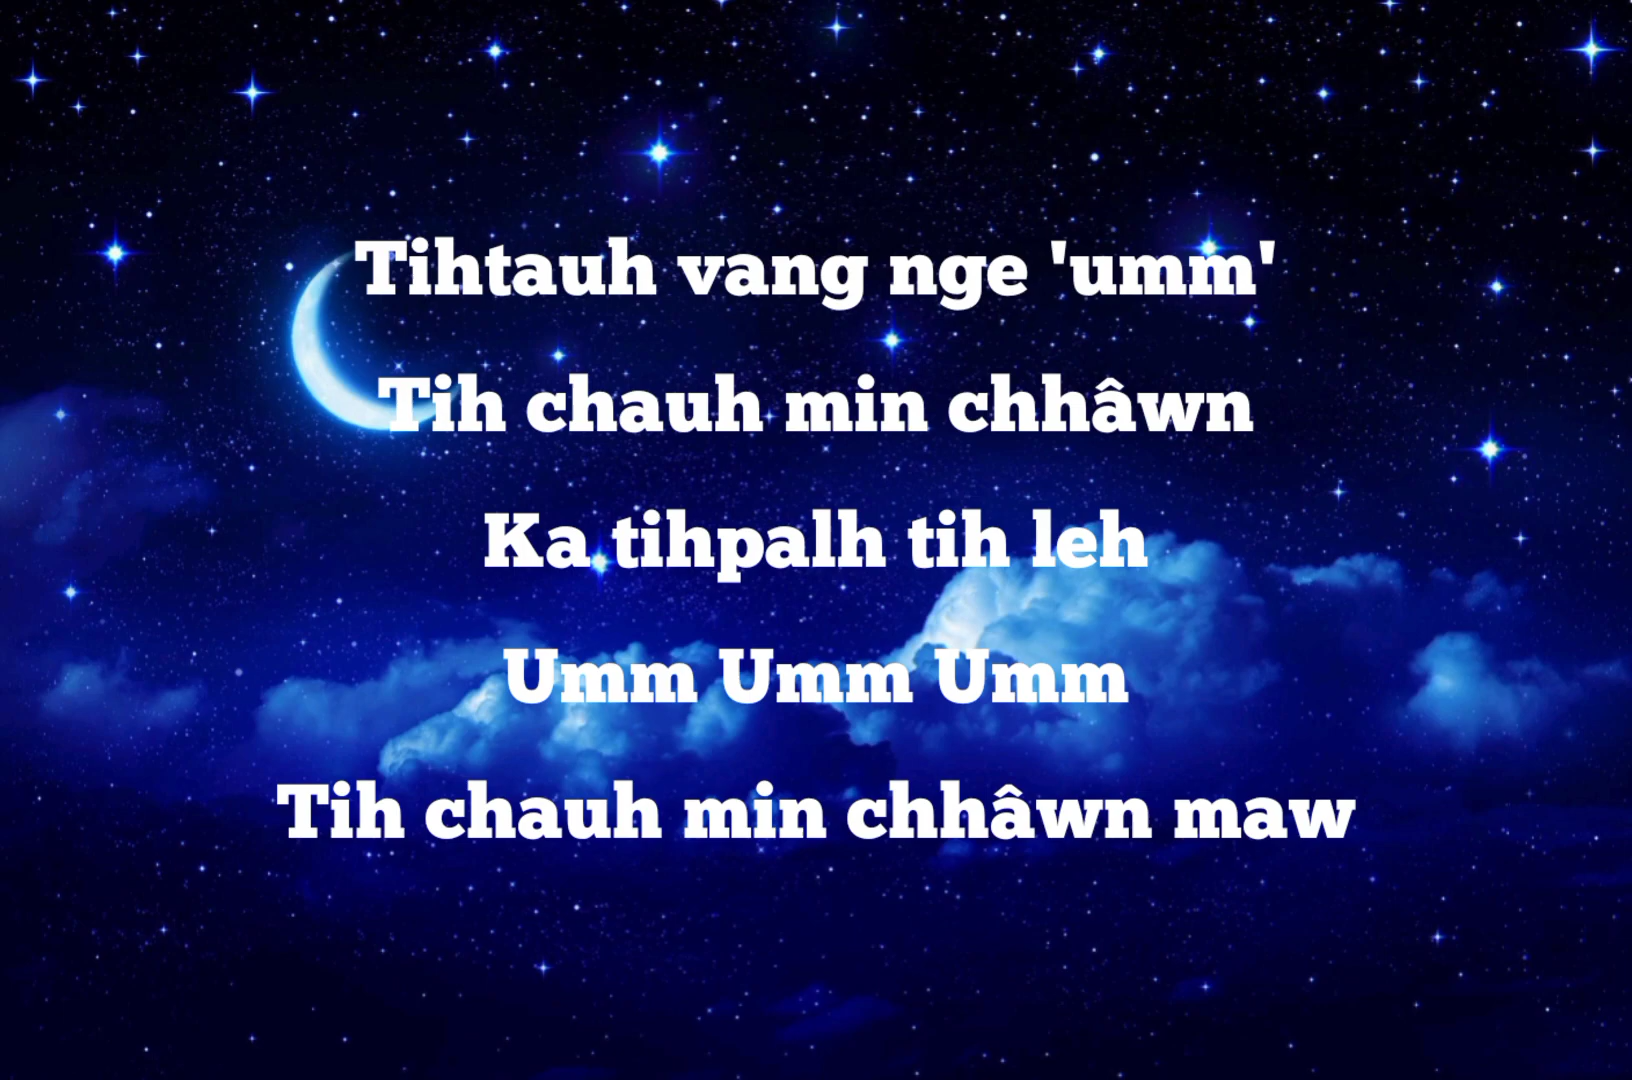 Tihtauh vang nge 'umm'
Tih chauh min chhâwn
Ka tihpalh tih leh
Umm Umm Umm
Tih chauh min chhâwn maw